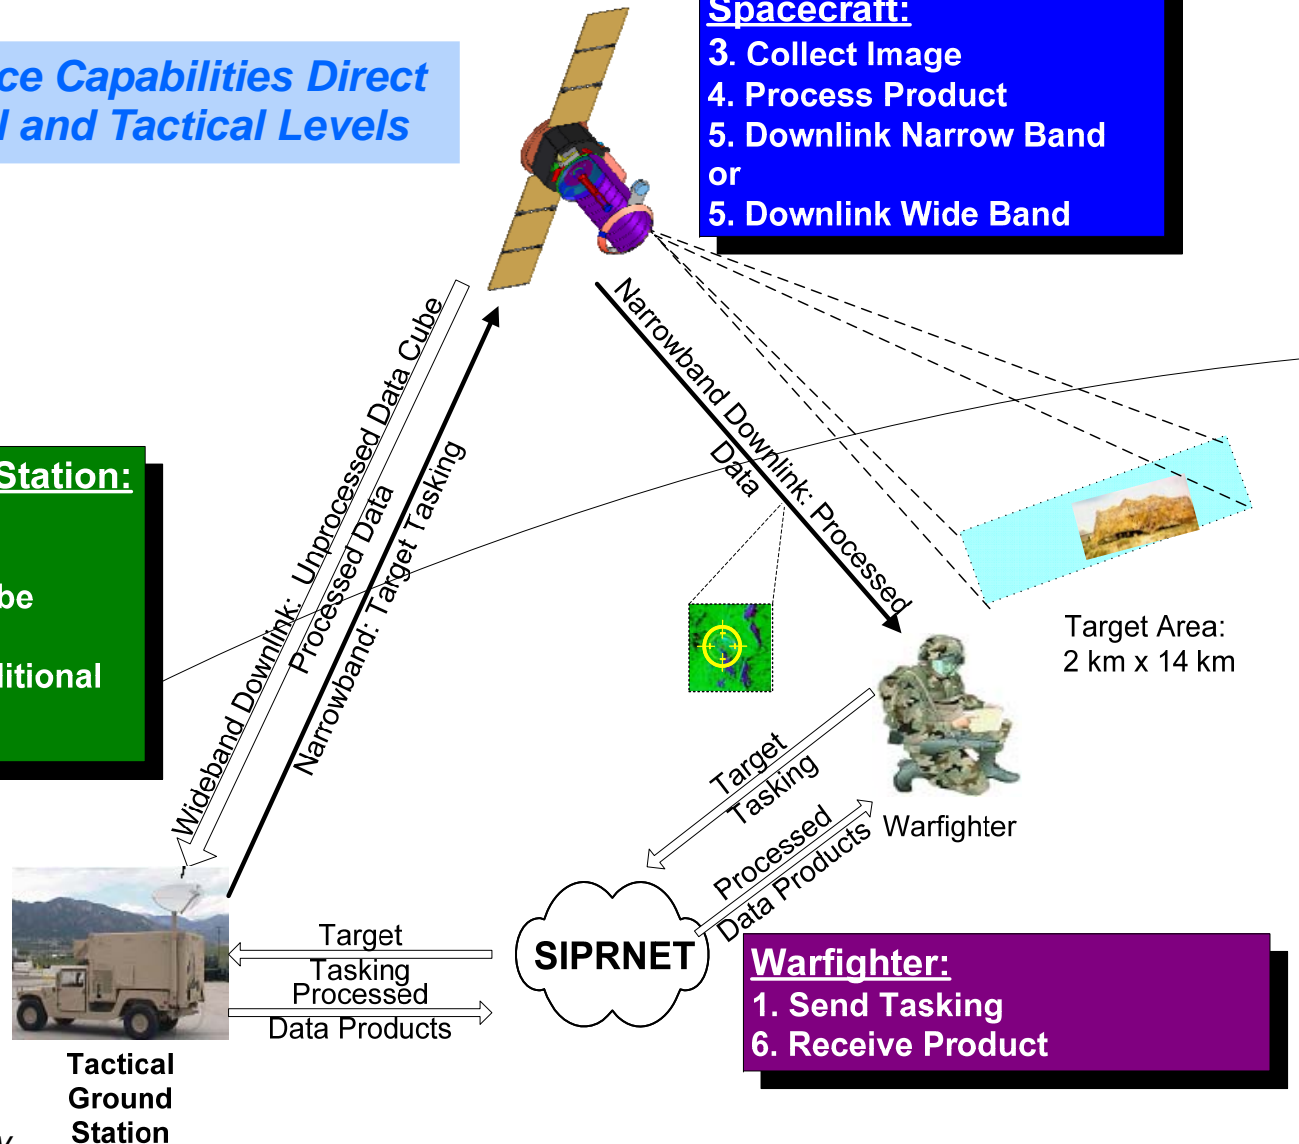 ce Capabilities Direct
l and Tactical Levels
Spacecraft:
3. Collect Image
4. Process Product
5. Downlink Narrow Band
or
5. Downlink Wide Band
Wideband Downlink: Unprocessed Data Cube
Processed Data
Narrowband: Target Tasking
Narrowband Downlink: Processed
Data
Station:
be
litional
Target Area:
2 km x 14 km
Target
Tasking
Processed
Data Products
Warfighter
Target
Tasking
Processed
Data Products
SIPRNET
Warfighter:
1. Send Tasking
6. Receive Product
Tactical
Ground
Station